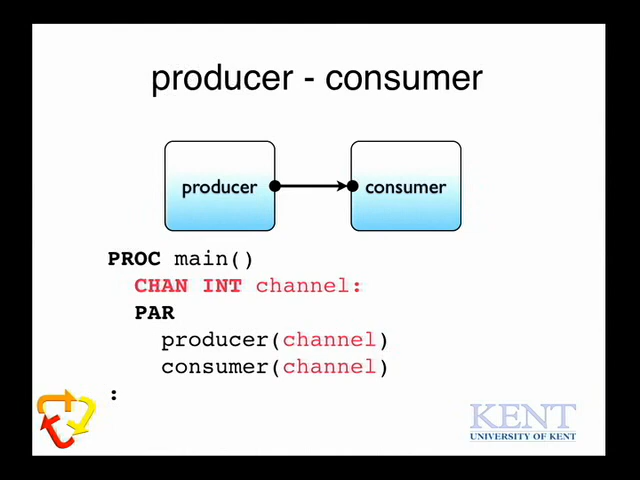 producer - consumer
producer
consumer
PROC main()
CHAN INT channel:
PAR
producer(channel)
consumer(channel)
:
KENT
UNIVERSITY OF KENT